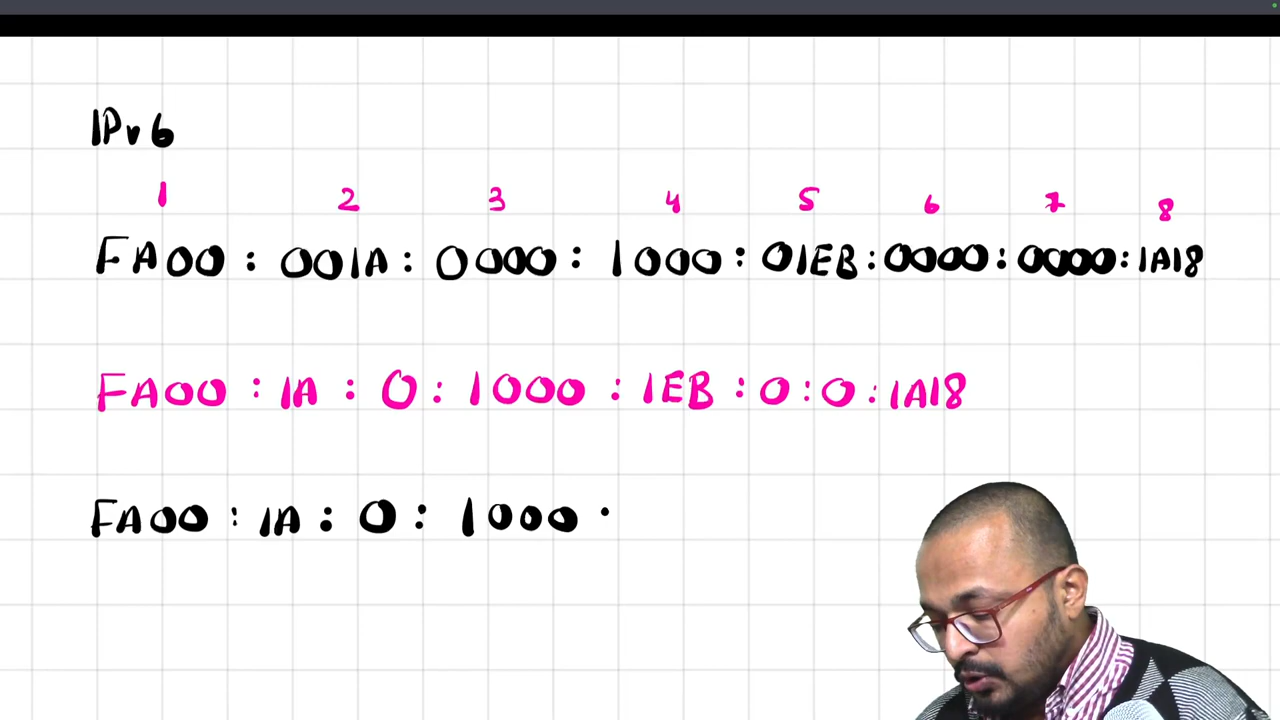 IPv6
1 2 3 4 5 6 7 8
FA00 : 001A : 0000 : 1000 : 01EB : 0000 : 0000 : 1A18
FA00 : 1A : 0 : 1000 : 1EB : 0 : 0 : 1A18
FA00 : 1A : 0 : 1000 .